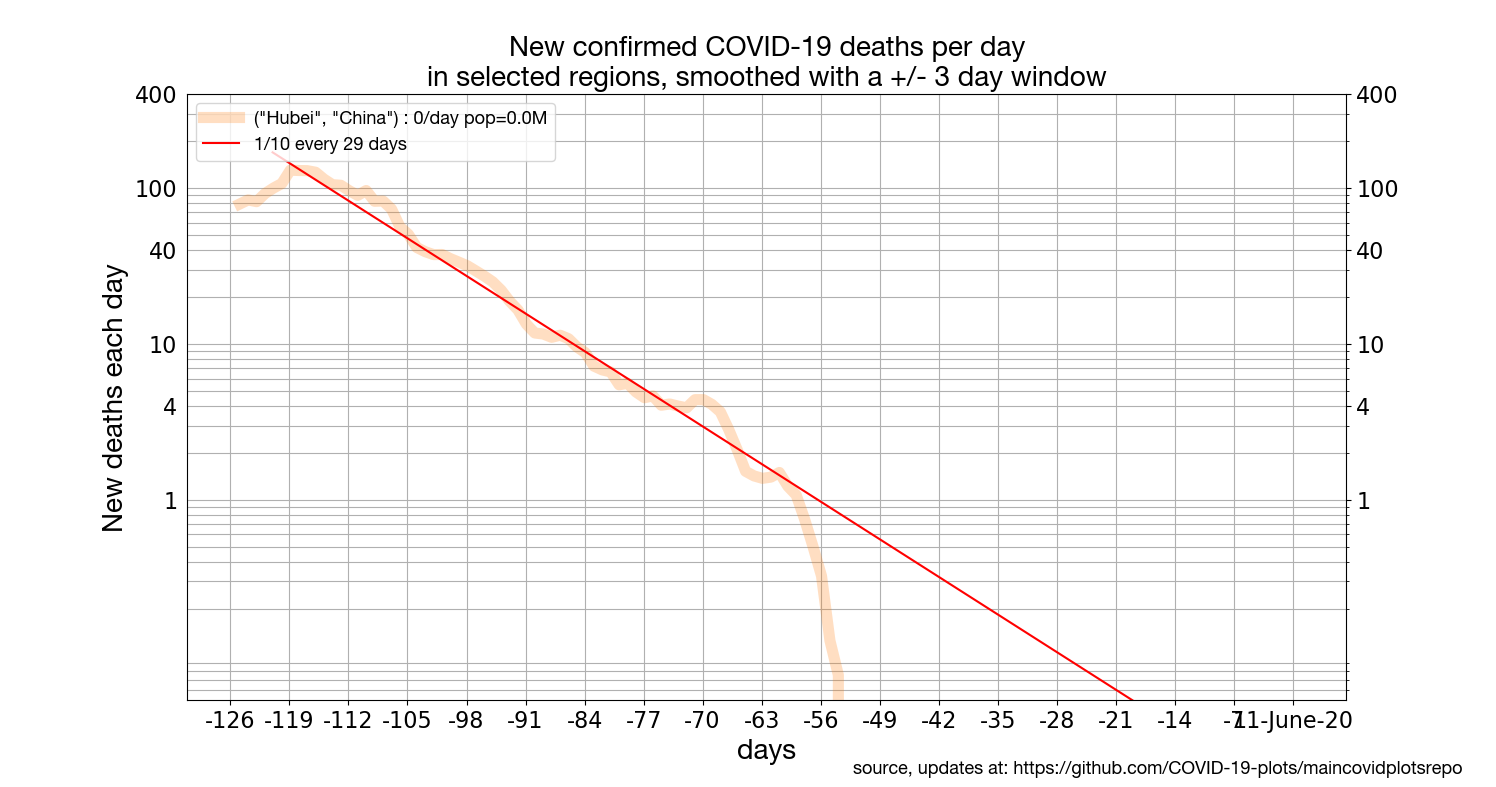 New confirmed COVID-19 deaths per day
in selected regions, smoothed with a +/- 3 day window
("Hubei", "China") : 0/day pop=0.0M
1/10 every 29 days
New deaths each day
400
100
40
10
4
1
400
100
40
10
4
1
-126 -119 -112 -105 -98 -91 -84 -77 -70 -63 -56 -49 -42 -35 -28 -21 -14 -7 11-June-20
days
source, updates at: https://github.com/COVID-19-plots/maincovidplotsrepo